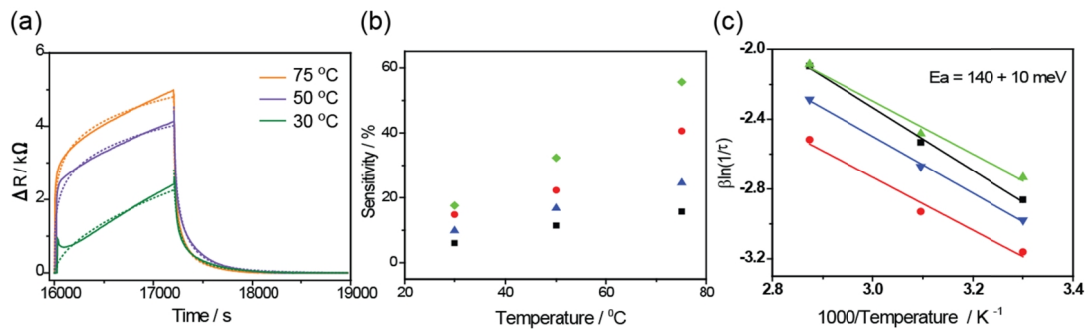 (a)
ΔR / kΩ
6
4
2
0
16000 17000 18000 19000
Time / s
75 °C
50 °C
30 °C
(b)
Sensitivity / %
60
40
20
0
20 40 60 80
Temperature / °C
(c)
βln(1/τ)
-2.0
-2.4
-2.8
-3.2
2.8 3.0 3.2 3.4
1000/Temperature / K⁻¹
Ea = 140 + 10 meV